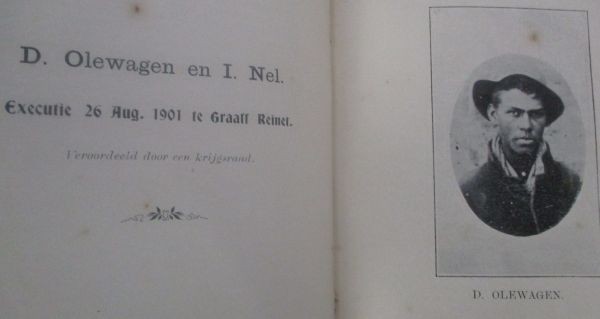 D. Olewagen en I. Nel.
Executie 26 Aug. 1901 te Graaff Reinet.
Veroordeeld door een krijgsraad.
D. OLEWAGEN.